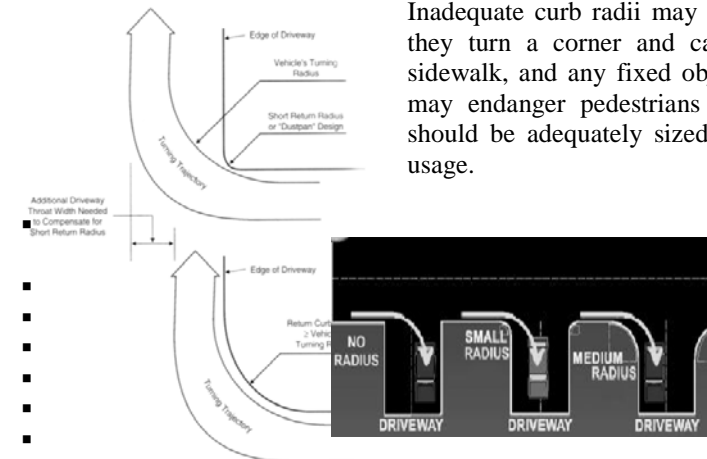 Edge of Driveway
Vehicle's Turning
Radius
Short Return Radius
or "Dustpan" Design
Turning Trajectory
Additional Driveway
Throat Width Needed
to Compensate for
Short Return Radius
Edge of Driveway
Return Curb
≥ Vehic
Turning R
Turning Trajectory
Inadequate curb radii may
they turn a corner and ca
sidewalk, and any fixed ob
may endanger pedestrians
should be adequately sized
usage.
NO
RADIUS
SMALL
RADIUS
MEDIUM
RADIUS
DRIVEWAY
DRIVEWAY
DRIVEWAY